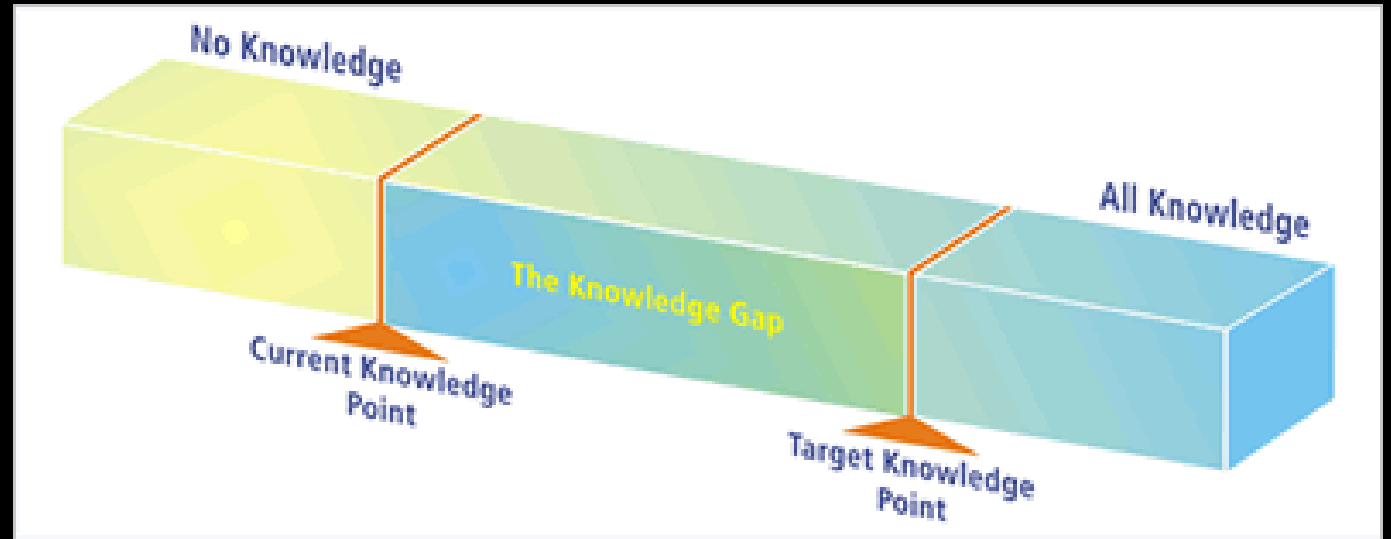 No Knowledge
All Knowledge
The Knowledge Gap
Current Knowledge
Point
Target Knowledge
Point